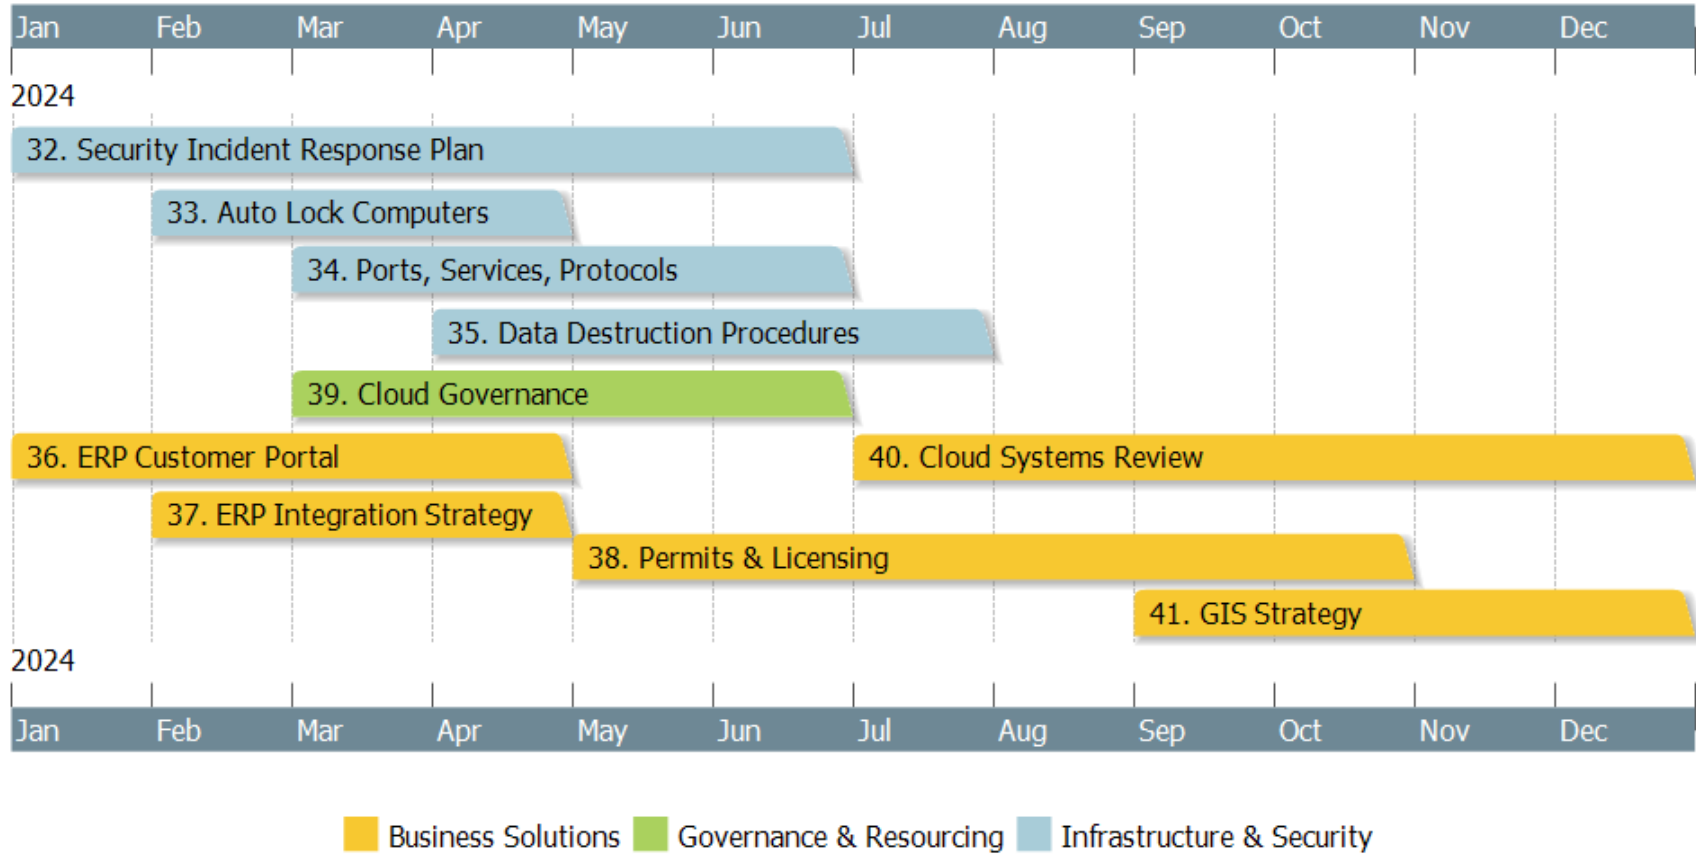 Jan Feb Mar Apr May Jun Jul Aug Sep Oct Nov Dec
2024
32. Security Incident Response Plan
33. Auto Lock Computers
34. Ports, Services, Protocols
35. Data Destruction Procedures
39. Cloud Governance
36. ERP Customer Portal 40. Cloud Systems Review
37. ERP Integration Strategy
38. Permits & Licensing
41. GIS Strategy
2024
Jan Feb Mar Apr May Jun Jul Aug Sep Oct Nov Dec
Business Solutions Governance & Resourcing Infrastructure & Security